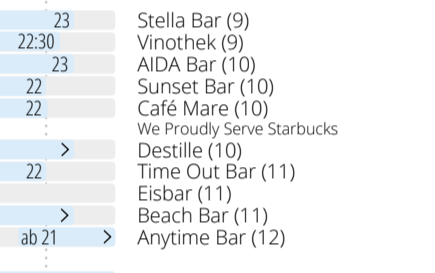 23 Stella Bar (9)
22:30 Vinothek (9)
23 AIDA Bar (10)
22 Sunset Bar (10)
22 Café Mare (10)
We Proudly Serve Starbucks
> Destille (10)
22 Time Out Bar (11)
Eisbar (11)
> Beach Bar (11)
ab 21 > Anytime Bar (12)